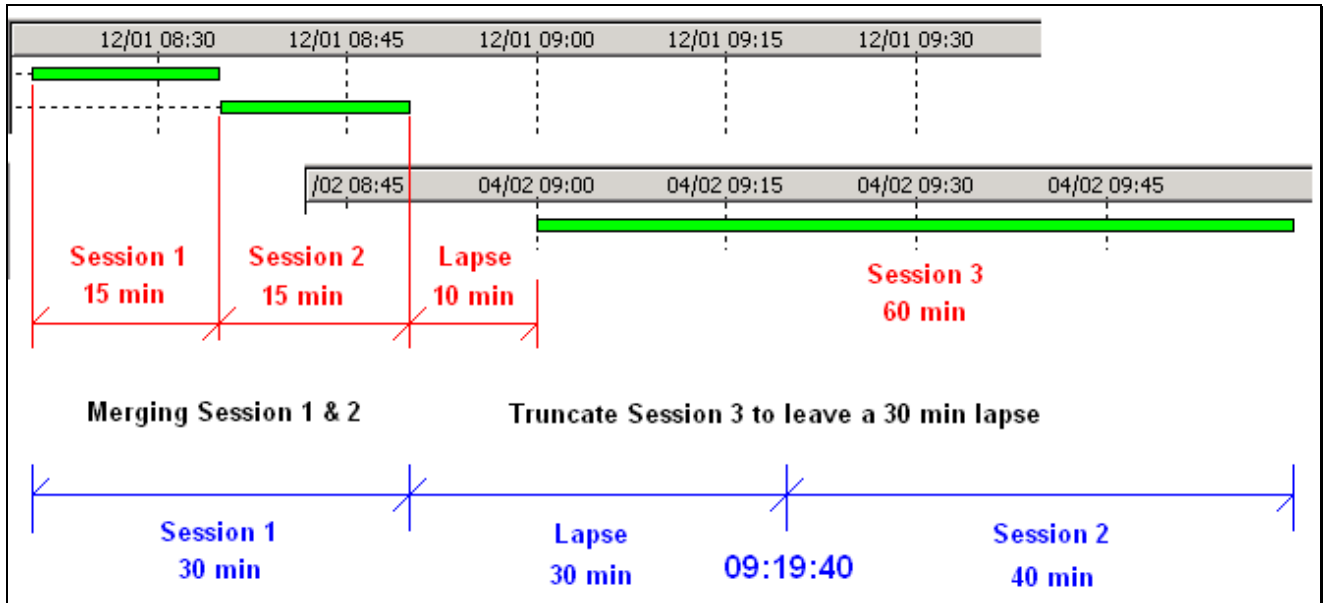 12/01 08:30 12/01 08:45 12/01 09:00 12/01 09:15 12/01 09:30
/02 08:45 04/02 09:00 04/02 09:15 04/02 09:30 04/02 09:45
Session 1 Session 2 Lapse Session 3
15 min 15 min 10 min 60 min
Merging Session 1 & 2 Truncate Session 3 to leave a 30 min lapse
Session 1 Lapse Session 2
30 min 30 min 09:19:40 40 min